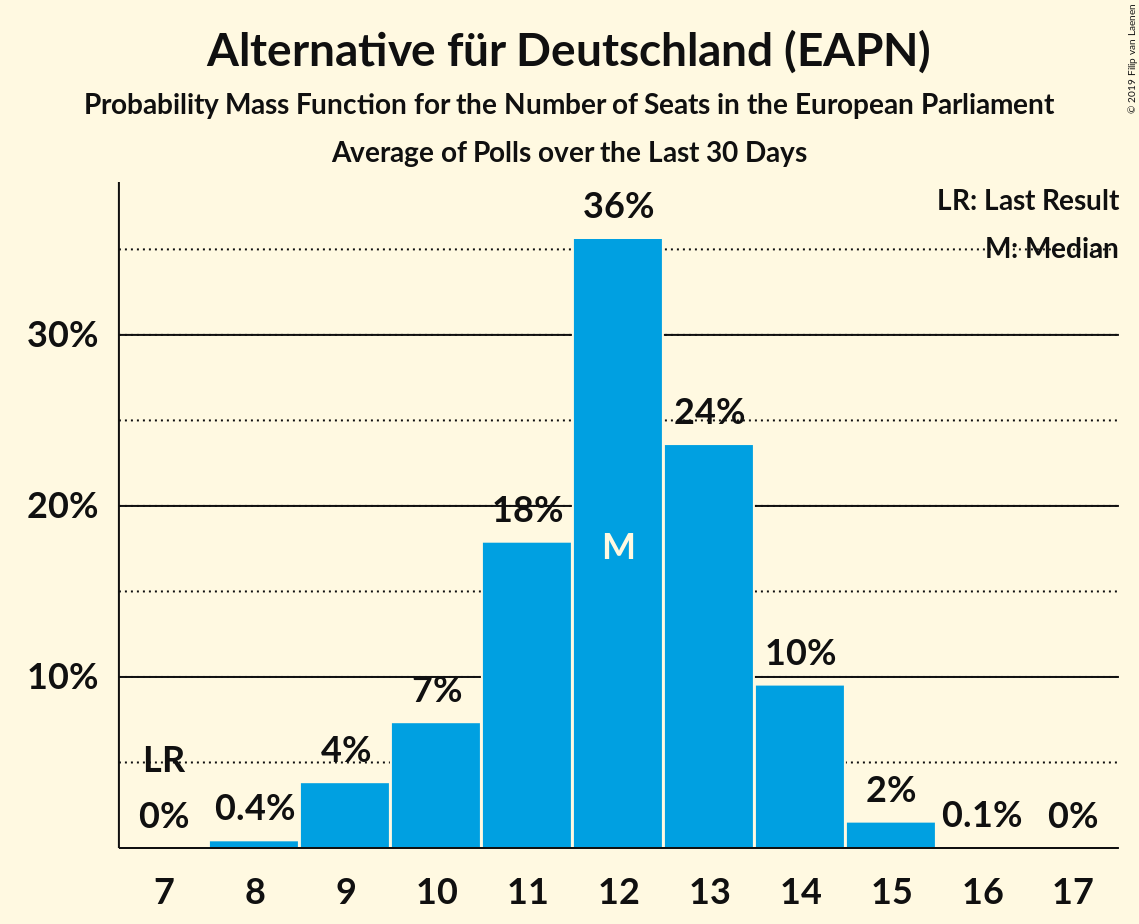 Alternative für Deutschland (EAPN)
Probability Mass Function for the Number of Seats in the European Parliament
Average of Polls over the Last 30 Days
© 2019 Filip van Laenen
LR: Last Result
M: Median
36%
30%
24%
20%
18%
M
10%
10%
7%
4%
LR
2%
0%
0.4%
0.1%
0%
7 8 9 10 11 12 13 14 15 16 17